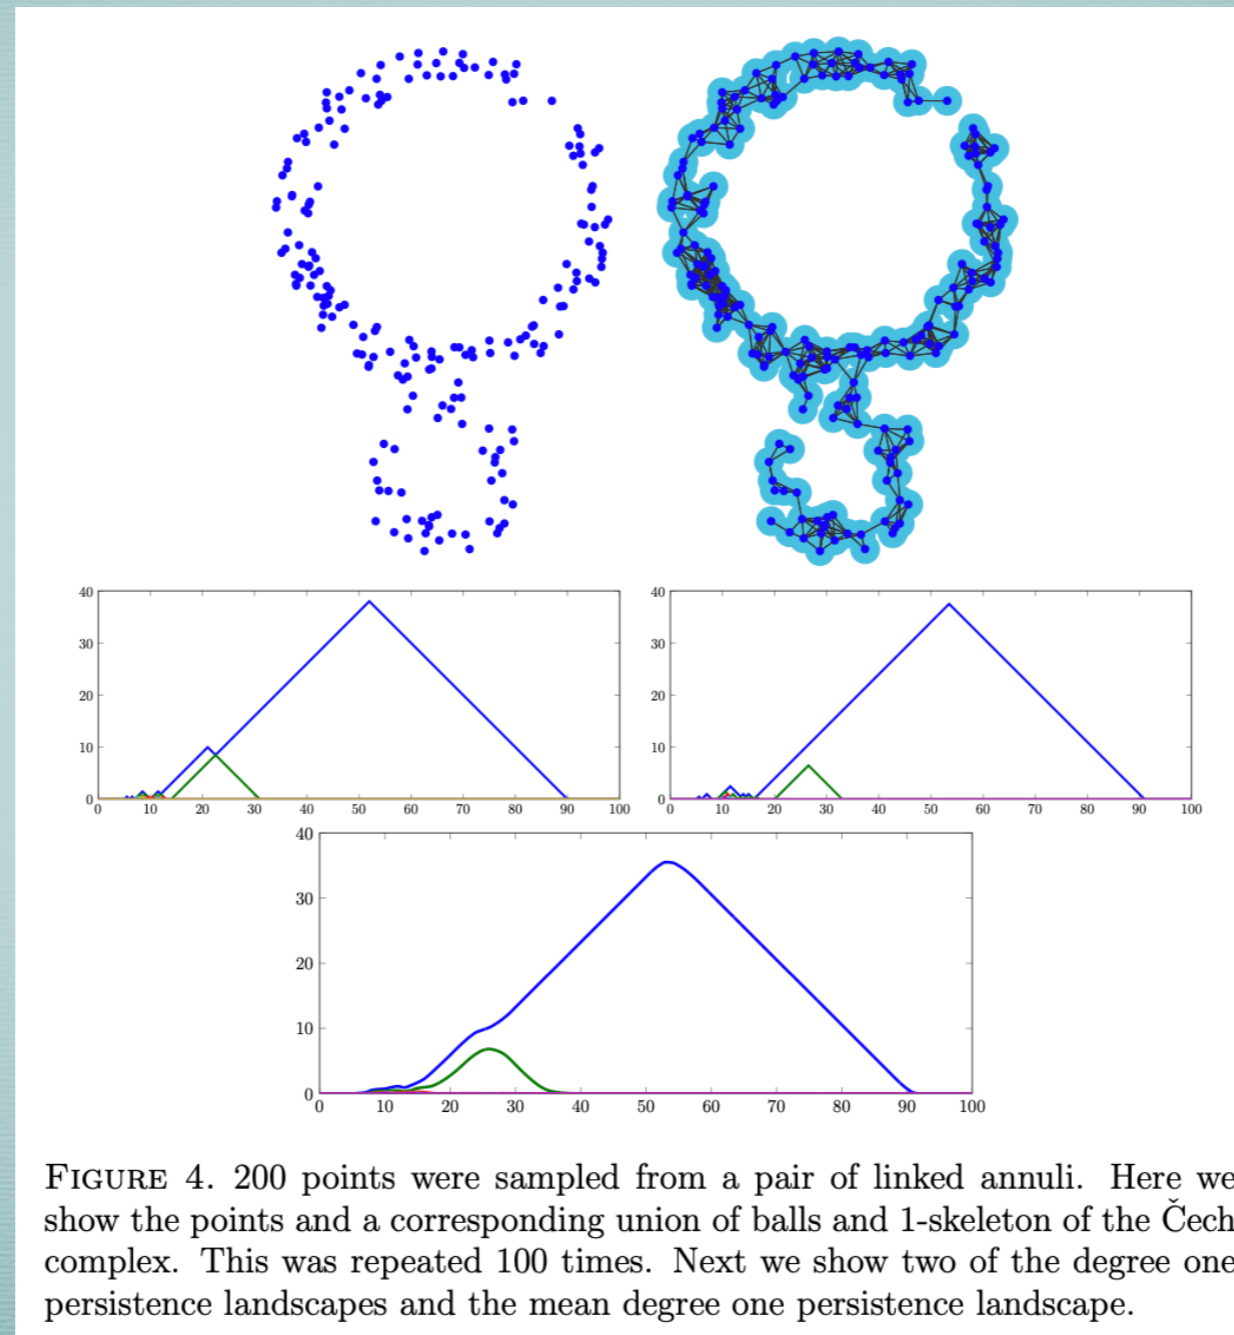 40
30
20
10
0
0 10 20 30 40 50 60 70 80 90 100
40
30
20
10
0
0 10 20 30 40 50 60 70 80 90 100
40
30
20
10
0
0 10 20 30 40 50 60 70 80 90 100
FIGURE 4. 200 points were sampled from a pair of linked annuli. Here we
show the points and a corresponding union of balls and 1-skeleton of the Čech
complex. This was repeated 100 times. Next we show two of the degree one
persistence landscapes and the mean degree one persistence landscape.